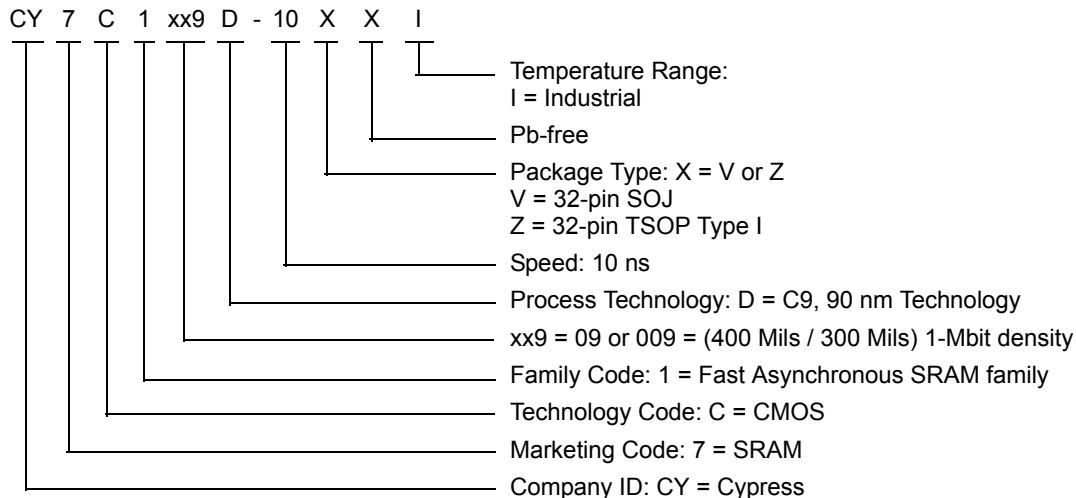 CY 7 C 1 xx9 D - 10 X X I
Temperature Range:
I = Industrial
Pb-free
Package Type: X = V or Z
V = 32-pin SOJ
Z = 32-pin TSOP Type I
Speed: 10 ns
Process Technology: D = C9, 90 nm Technology
xx9 = 09 or 009 = (400 Mils / 300 Mils) 1-Mbit density
Family Code: 1 = Fast Asynchronous SRAM family
Technology Code: C = CMOS
Marketing Code: 7 = SRAM
Company ID: CY = Cypress